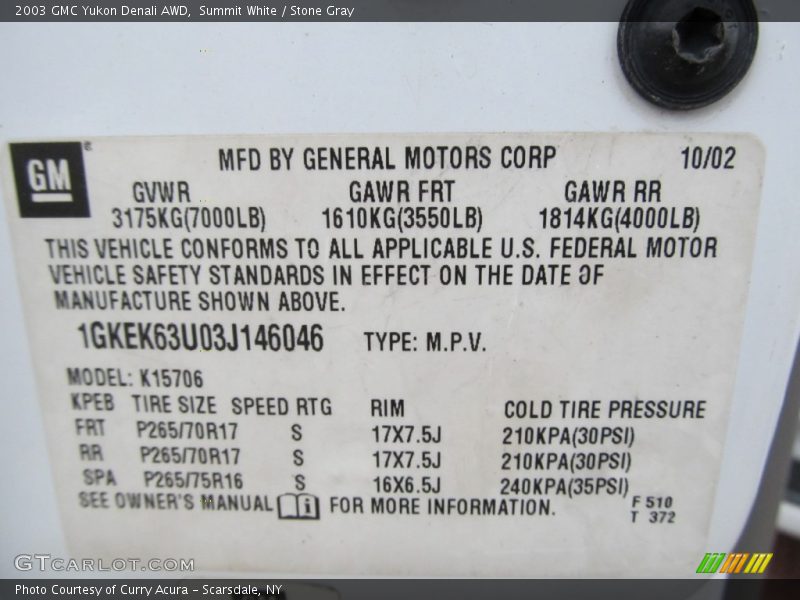 2003 GMC Yukon Denali AWD,  Summit White / Stone Gray
GM®
MFD BY GENERAL MOTORS CORP 10/02
GVWR GAWR FRT GAWR RR
3175KG(7000LB) 1610KG(3550LB) 1814KG(4000LB)
THIS VEHICLE CONFORMS TO ALL APPLICABLE U.S. FEDERAL MOTOR
VEHICLE SAFETY STANDARDS IN EFFECT ON THE DATE OF
MANUFACTURE SHOWN ABOVE.
1GKEK63U03J146046 TYPE: M.P.V.
MODEL: K15706
KPEB TIRE SIZE SPEED RTG RIM COLD TIRE PRESSURE
FRT P265/70R17 S 17X7.5J 210KPA(30PSI)
RR P265/70R17 S 17X7.5J 210KPA(30PSI)
SPA P265/75R16 S 16X6.5J 240KPA(35PSI)
SEE OWNER'S MANUAL i FOR MORE INFORMATION.
F 510
T 372
GTCARLOT.COM
Photo Courtesy of Curry Acura - Scarsdale, NY